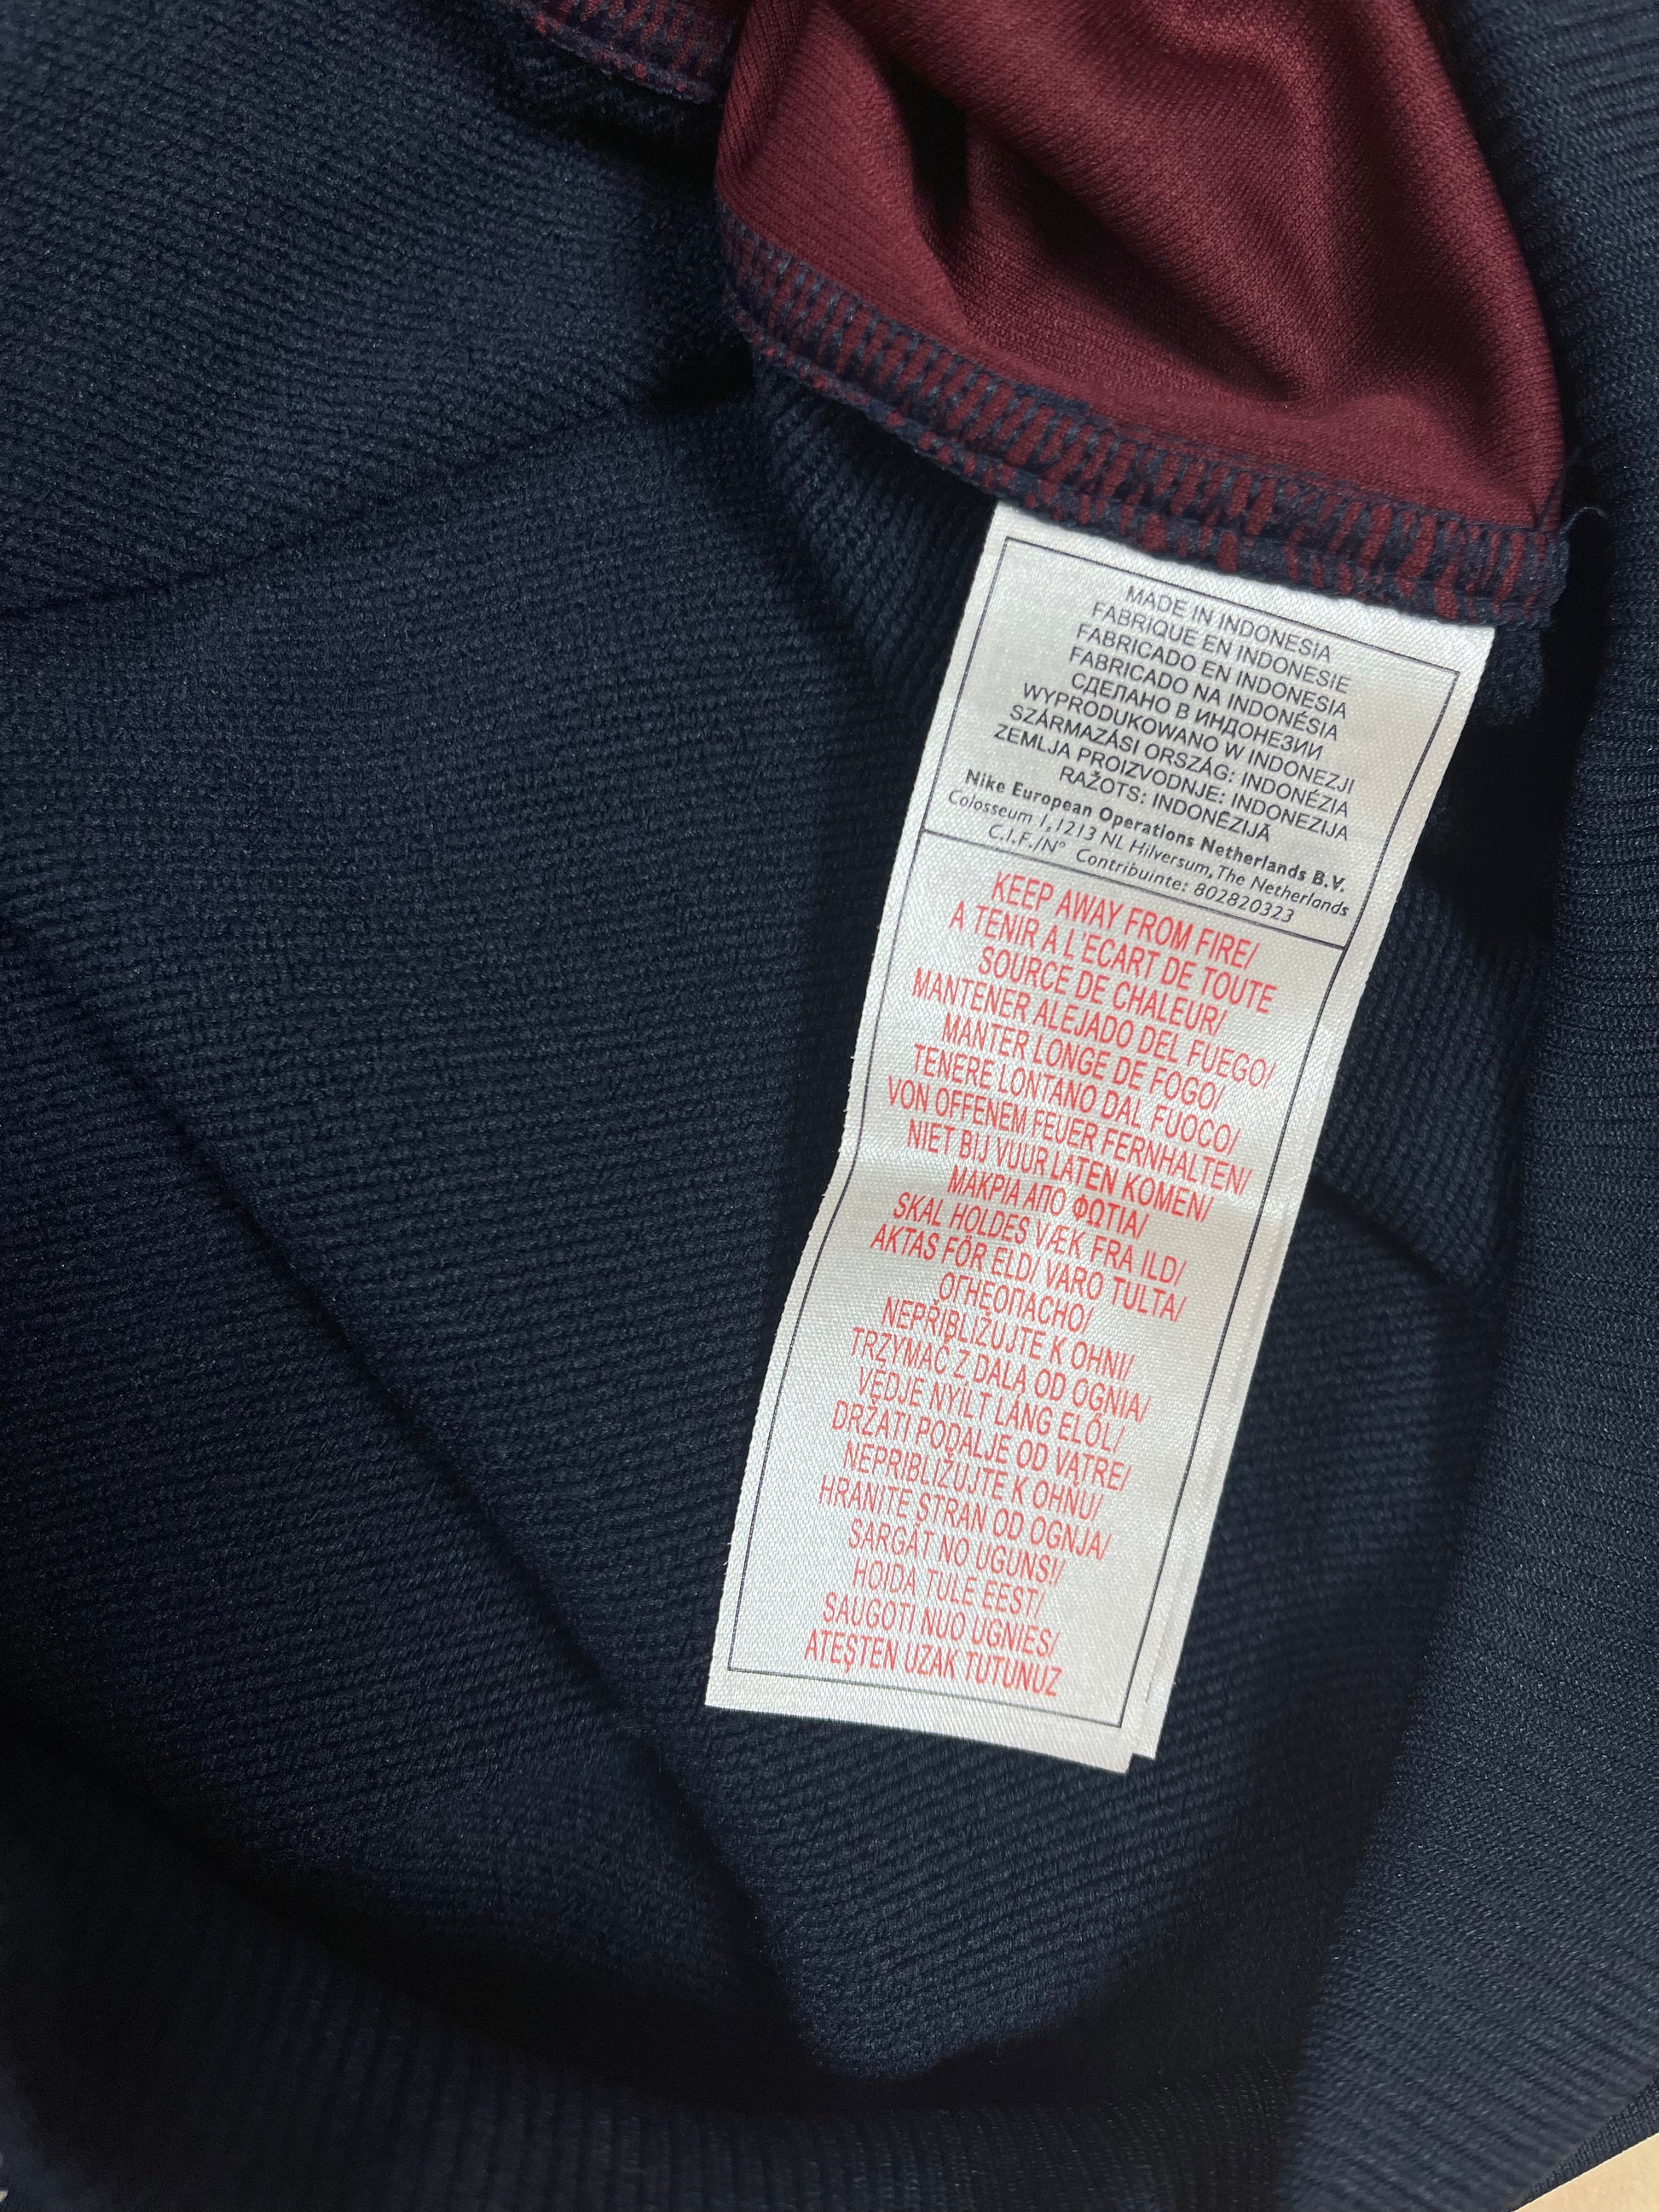 MADE IN INDONESIA
FABRIQUE EN INDONESIE
FABRICADO EN INDONESIA
FABRICADO NA INDONÉSIA
СДЕЛАНО В ИНДОНЕЗИИ
WYPRODUKOWANO W INDONEZJI
SZÁRMAZÁSI ORSZÁG: INDONÉZIA
ZEMLJA PROIZVODNJE: INDONEZIJA
RAŽOTS: INDONĒZIJĀ
Nike European Operations Netherlands B.V.
Colosseum 1, 1213 NL Hilversum, The Netherlands
C.I.F./N° Contribuinte: 802820323
KEEP AWAY FROM FIRE/
A TENIR A L'ECART DE TOUTE
SOURCE DE CHALEUR/
MANTENER ALEJADO DEL FUEGO/
MANTER LONGE DE FOGO/
TENERE LONTANO DAL FUOCO/
VON OFFENEM FEUER FERNHALTEN/
NIET BIJ VUUR LATEN KOMEN/
ΜΑΚΡΙΑ ΑΠΟ ΦΩΤΙΑ/
SKAL HOLDES VÆK FRA ILD/
AKTAS FÖR ELD/ VARO TULTA/
ОГНЕОПАСНО/
NEPŘIBLIŽUJTE K OHNI/
TRZYMAĆ Z DALA OD OGNIA/
VÉDJE NYÍLT LÁNG ELŐL/
DRŽATI PODALJE OD VATRE/
NEPRIBLIŽUJTE K OHNU/
HRANITE STRAN OD OGNJA/
SARGĀT NO UGUNS!/
HOIDA TULE EEST/
SAUGOTI NUO UGNIES/
ATEŞTEN UZAK TUTUNUZ